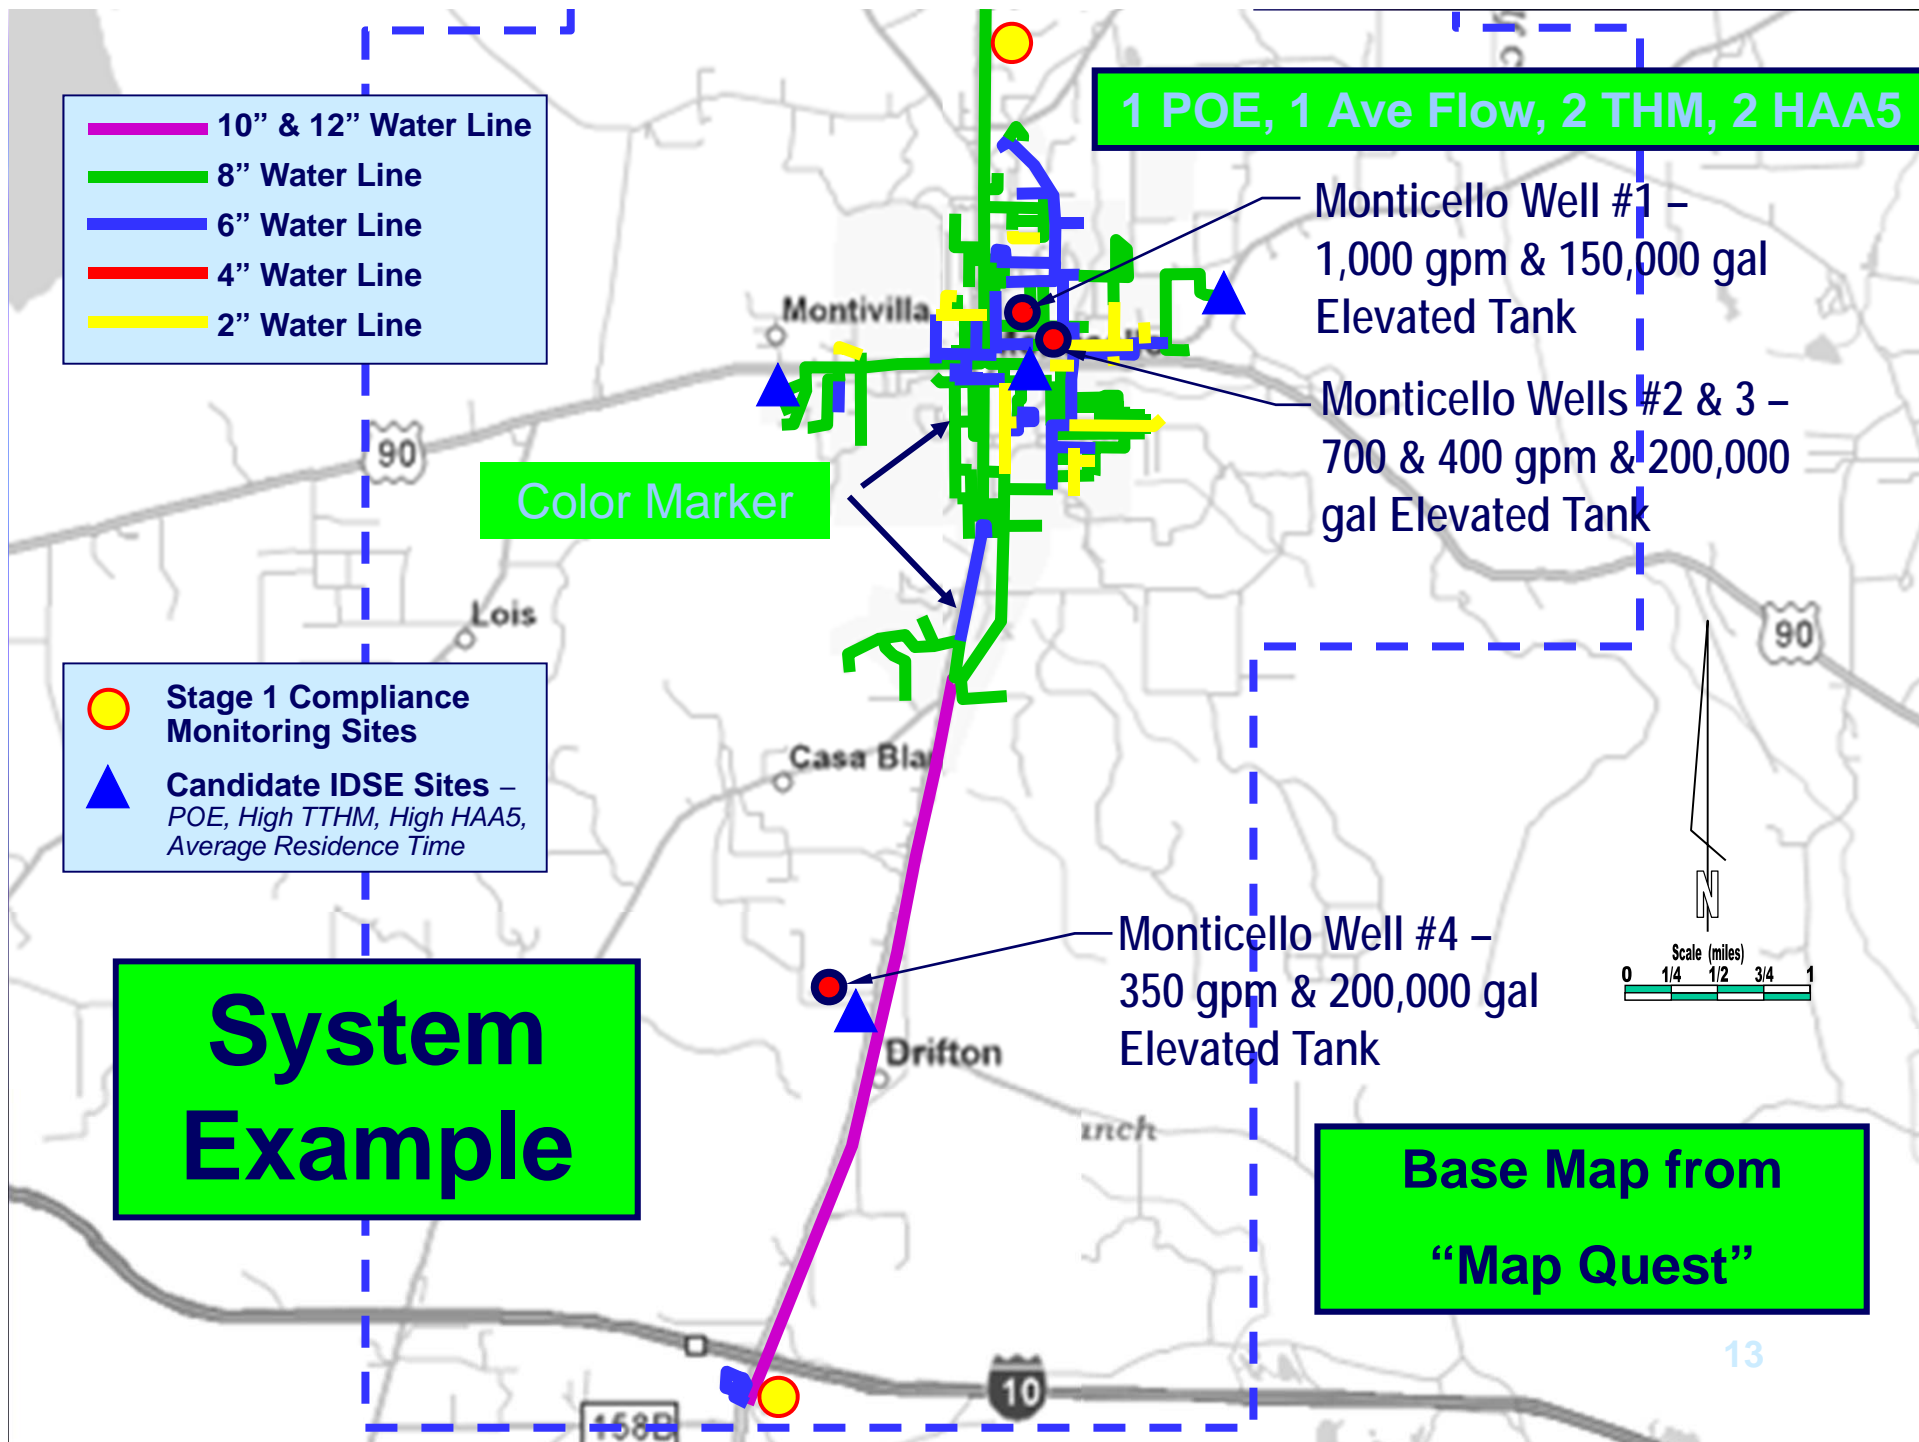 1 POE, 1 Ave Flow, 2 THM, 2 HAA5
10” & 12” Water Line
8” Water Line
6” Water Line
4” Water Line
2” Water Line
Monticello Well #1 –
1,000 gpm & 150,000 gal
Elevated Tank
Montivilla
Monticello Wells #2 & 3 –
700 & 400 gpm & 200,000
gal Elevated Tank
90
Color Marker
Lois
90
Stage 1 Compliance
Monitoring Sites
Candidate IDSE Sites –
POE, High TTHM, High HAA5,
Average Residence Time
Casa Bla
N
Scale (miles)
0 1/4 1/2 3/4 1
Monticello Well #4 –
350 gpm & 200,000 gal
Elevated Tank
System
Example
Drifton
Base Map from
“Map Quest”
13
10
158B